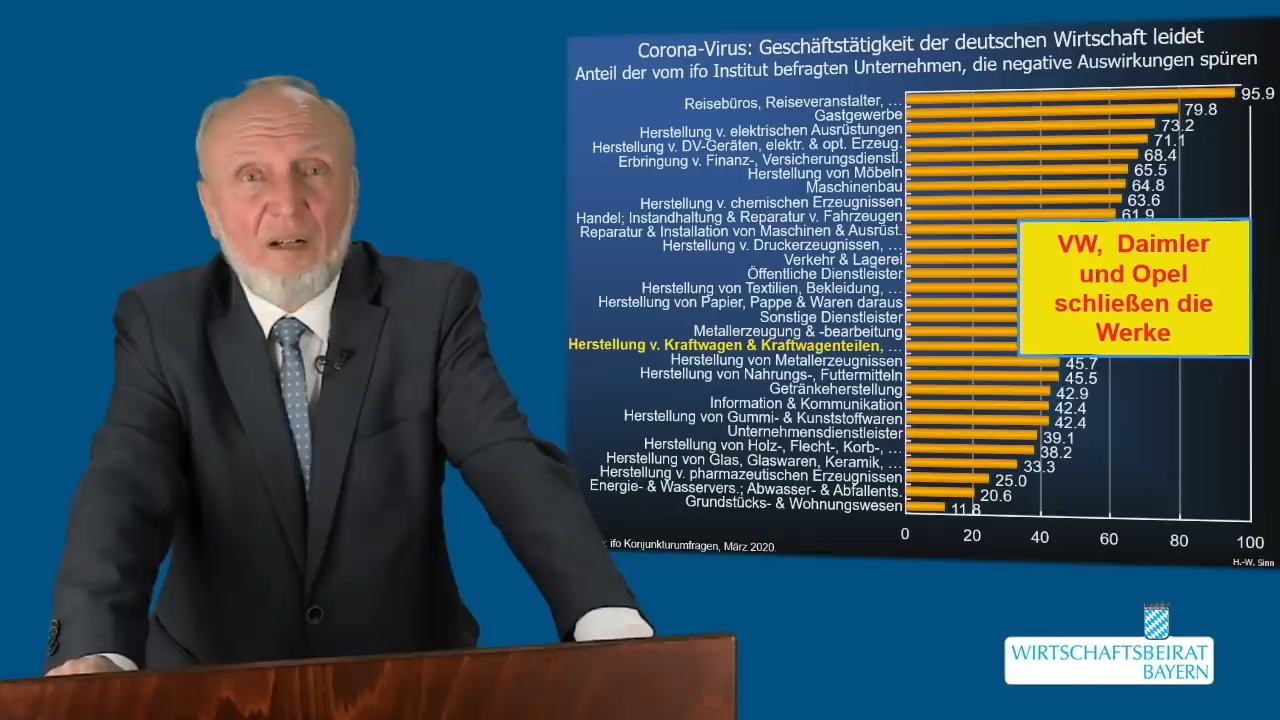 Corona-Virus: Geschäftstätigkeit der deutschen Wirtschaft leidet
Anteil der vom ifo Institut befragten Unternehmen, die negative Auswirkungen spüren
Reisebüros, Reiseveranstalter, ... 95.9
Gastgewerbe 79.8
Herstellung v. elektrischen Ausrüstungen 73.2
Herstellung v. DV-Geräten, elektr. & opt. Erzeug. 71.1
Erbringung v. Finanz-, Versicherungsdienstl. 68.4
Herstellung von Möbeln 65.5
Maschinenbau 64.8
Herstellung v. chemischen Erzeugnissen 63.6
Handel; Instandhaltung & Reparatur v. Fahrzeugen 61.9
Reparatur & Installation von Maschinen & Ausrüst.
Herstellung v. Druckerzeugnissen, ...
Verkehr & Lagerei
Öffentliche Dienstleister
Herstellung von Textilien, Bekleidung, ...
Herstellung von Papier, Pappe & Waren daraus
Sonstige Dienstleister
Metallerzeugung & -bearbeitung
Herstellung v. Kraftwagen & Kraftwagenteilen, ...
Herstellung von Metallerzeugnissen 45.7
Herstellung von Nahrungs-, Futtermitteln 45.5
Getränkeherstellung 42.9
Information & Kommunikation 42.4
Herstellung von Gummi- & Kunststoffwaren 42.4
Unternehmensdienstleister 39.1
Herstellung von Holz-, Flecht-, Korb-, ... 38.2
Herstellung von Glas, Glaswaren, Keramik, ... 33.3
Herstellung v. pharmazeutischen Erzeugnissen 25.0
Energie- & Wasservers.; Abwasser- & Abfallents. 20.6
Grundstücks- & Wohnungswesen 11.8
0 20 40 60 80 100
VW, Daimler
und Opel
schließen die
Werke
: ifo Konjunkturumfragen, März 2020.
H.-W. Sinn
WIRTSCHAFTSBEIRAT
BAYERN